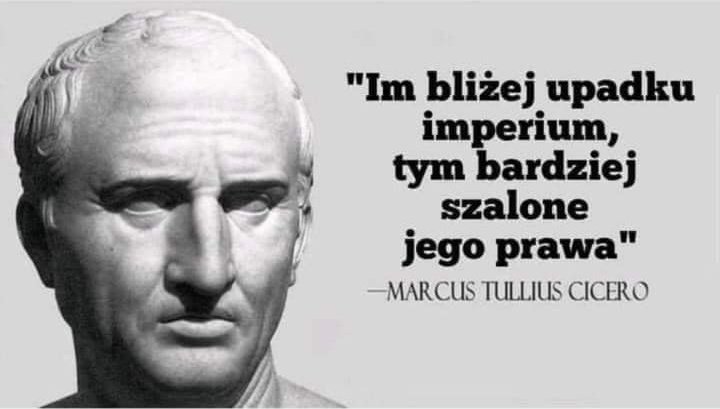 "Im bliżej upadku
imperium,
tym bardziej
szalone
jego prawa"
—MARCUS TULLIUS CICERO